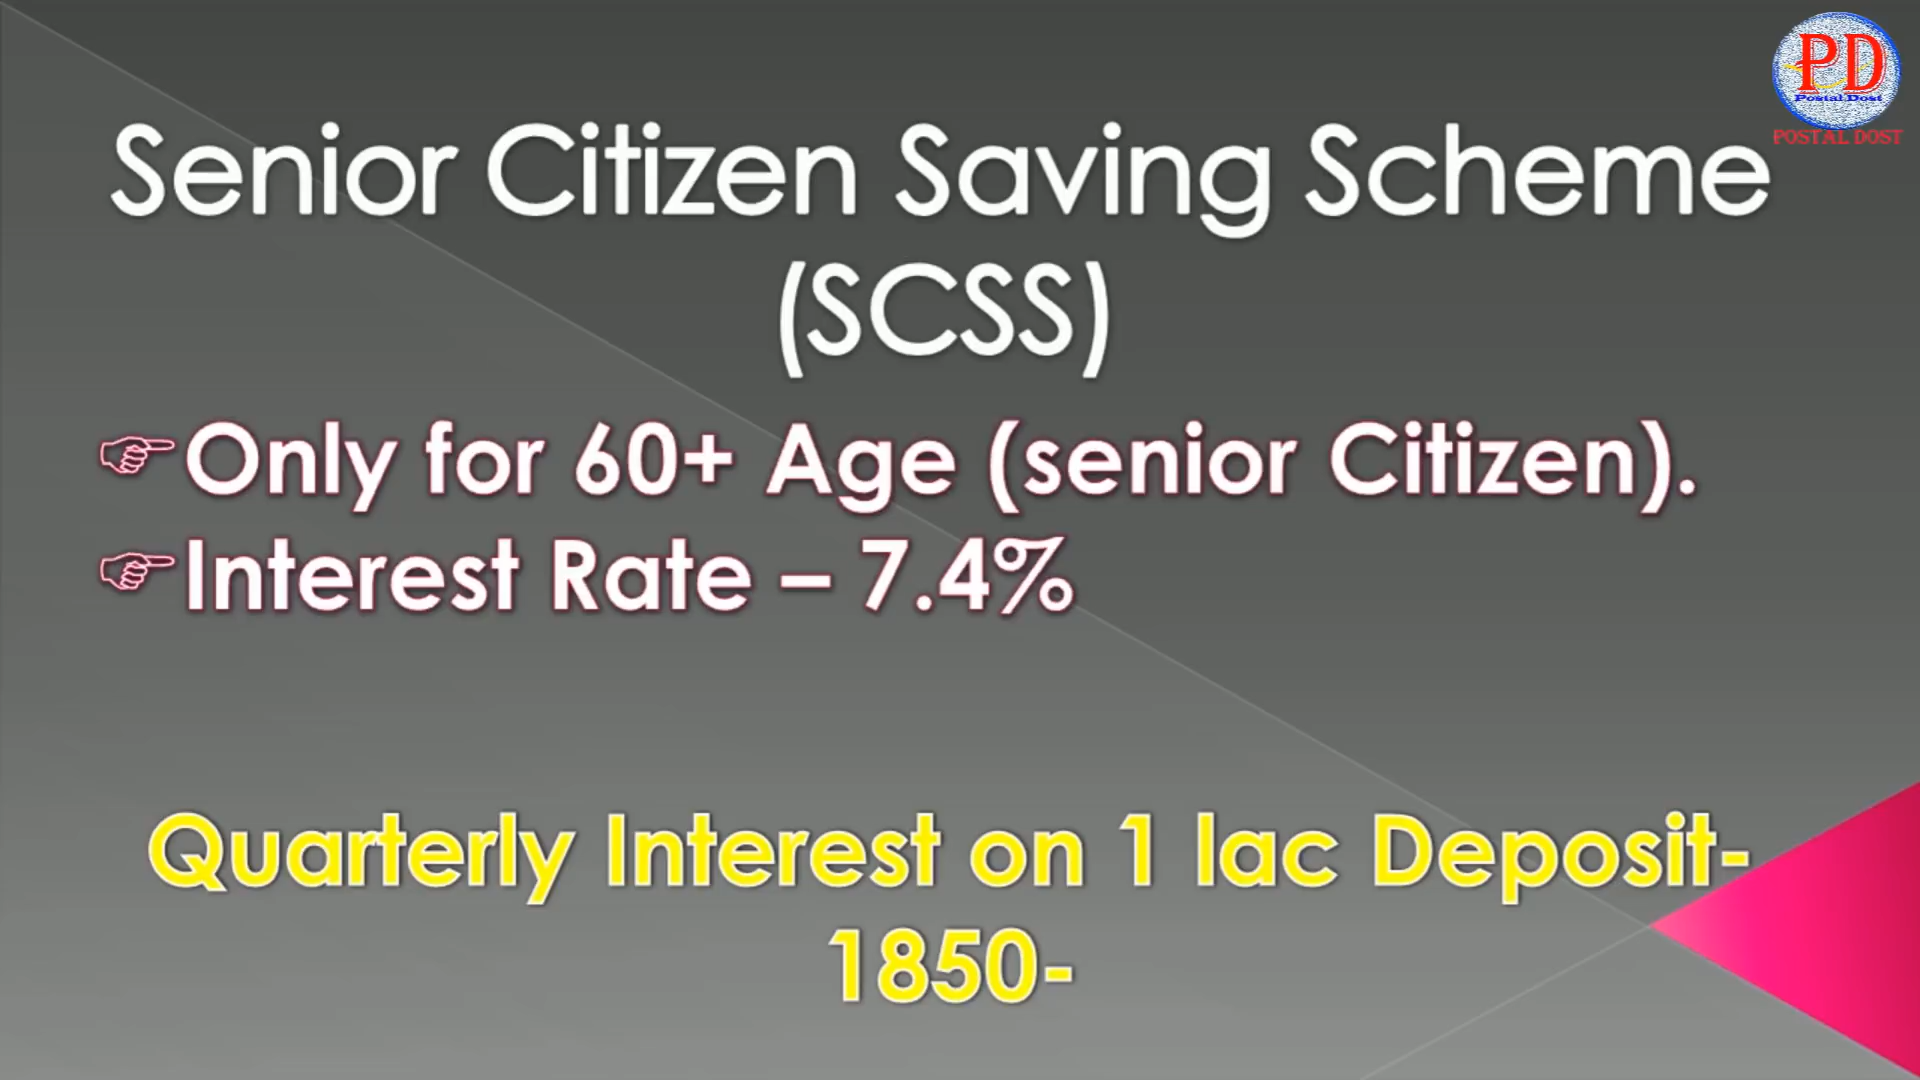 PD
Postal Dost
POSTAL DOST
Senior Citizen Saving Scheme
(SCSS)
☞Only for 60+ Age (senior Citizen).
☞Interest Rate – 7.4%
Quarterly Interest on 1 lac Deposit-
1850-